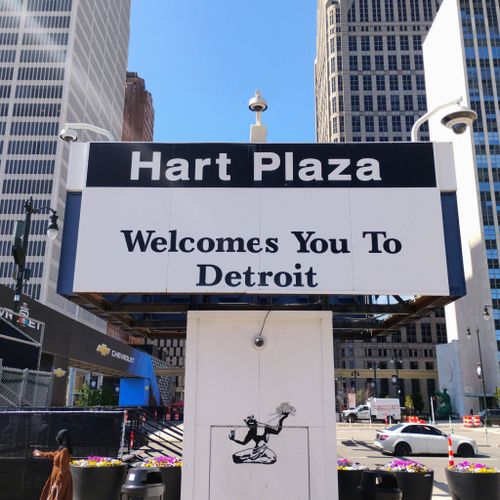 Hart Plaza
Welcomes You To
Detroit
CHEVROLET